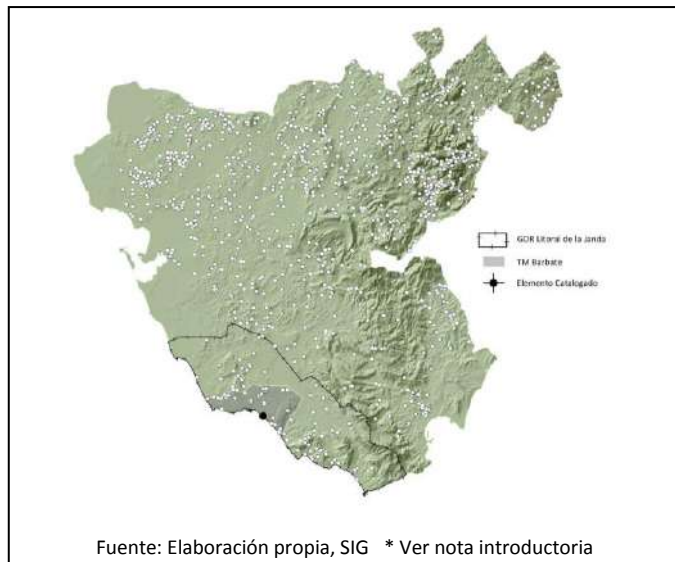 GDR Litoral de la Janda
TM Barbate
Elemento Catalogado
Fuente: Elaboración propia, SIG * Ver nota introductoria